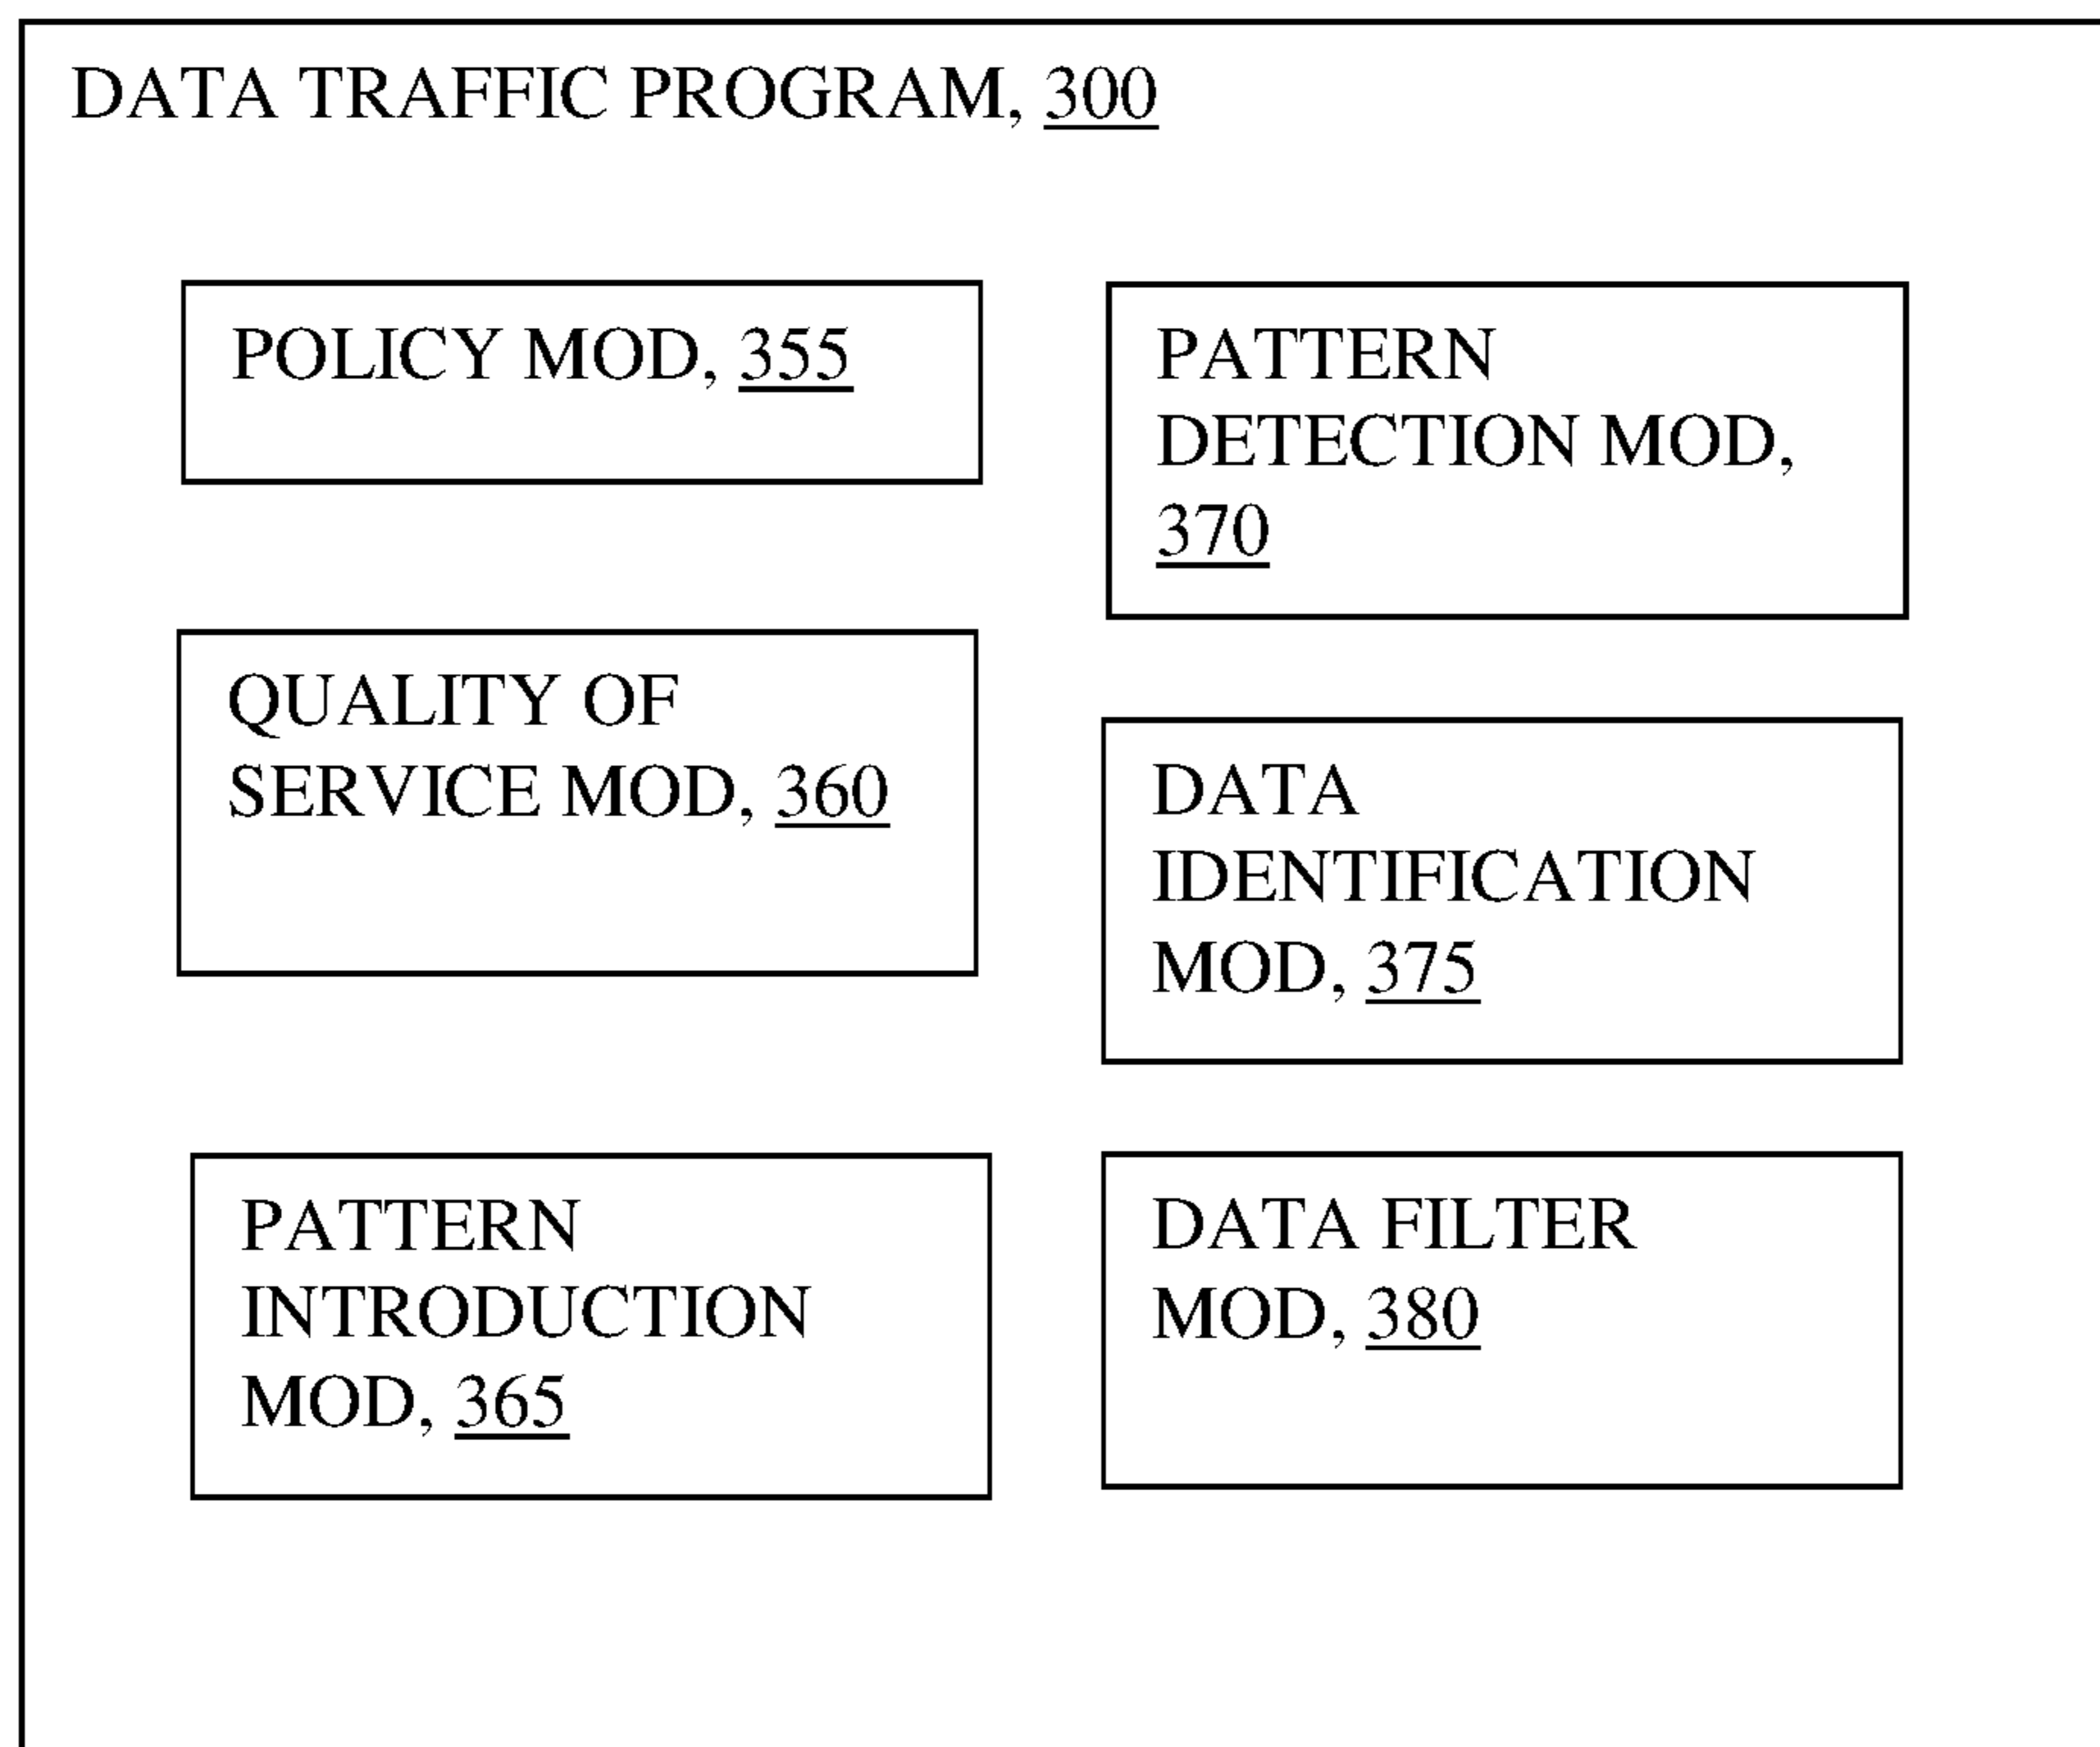 DATA TRAFFIC PROGRAM, 300
POLICY MOD, 355
QUALITY OF
SERVICE MOD, 360
PATTERN
INTRODUCTION
MOD, 365
PATTERN
DETECTION MOD,
370
DATA
IDENTIFICATION
MOD, 375
DATA FILTER
MOD, 380